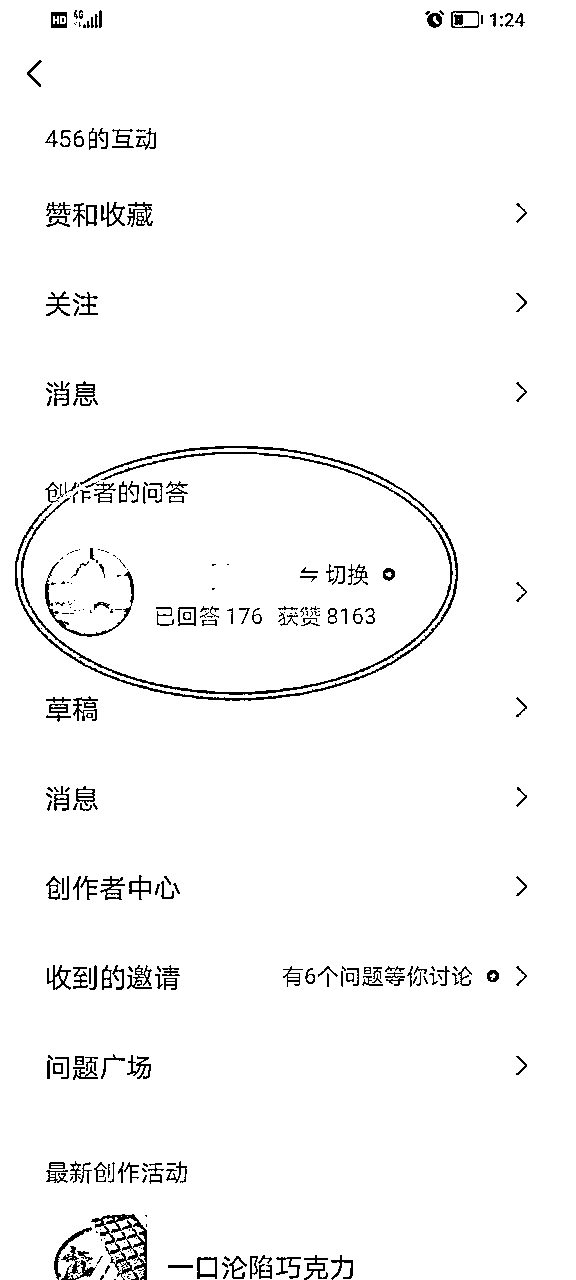 HD 4G 1:24
456的互动
赞和收藏
关注
消息
创作者的问答
切换
已回答 176 获赞 8163
草稿
消息
创作者中心
收到的邀请 有6个问题等你讨论
问题广场
最新创作活动
一口沦陷巧克力